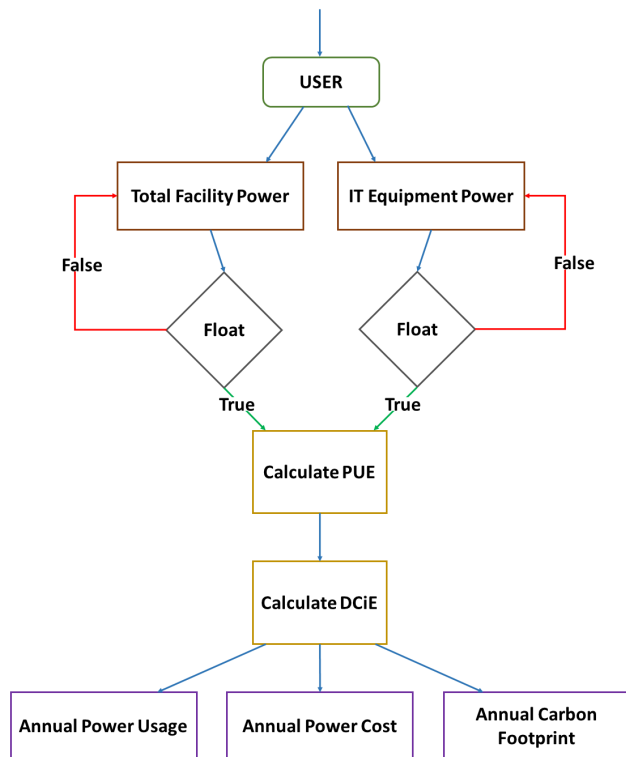 USER
Total Facility Power
IT Equipment Power
False
False
Float
Float
True
True
Calculate PUE
Calculate DCiE
Annual Power Usage
Annual Power Cost
Annual Carbon
Footprint